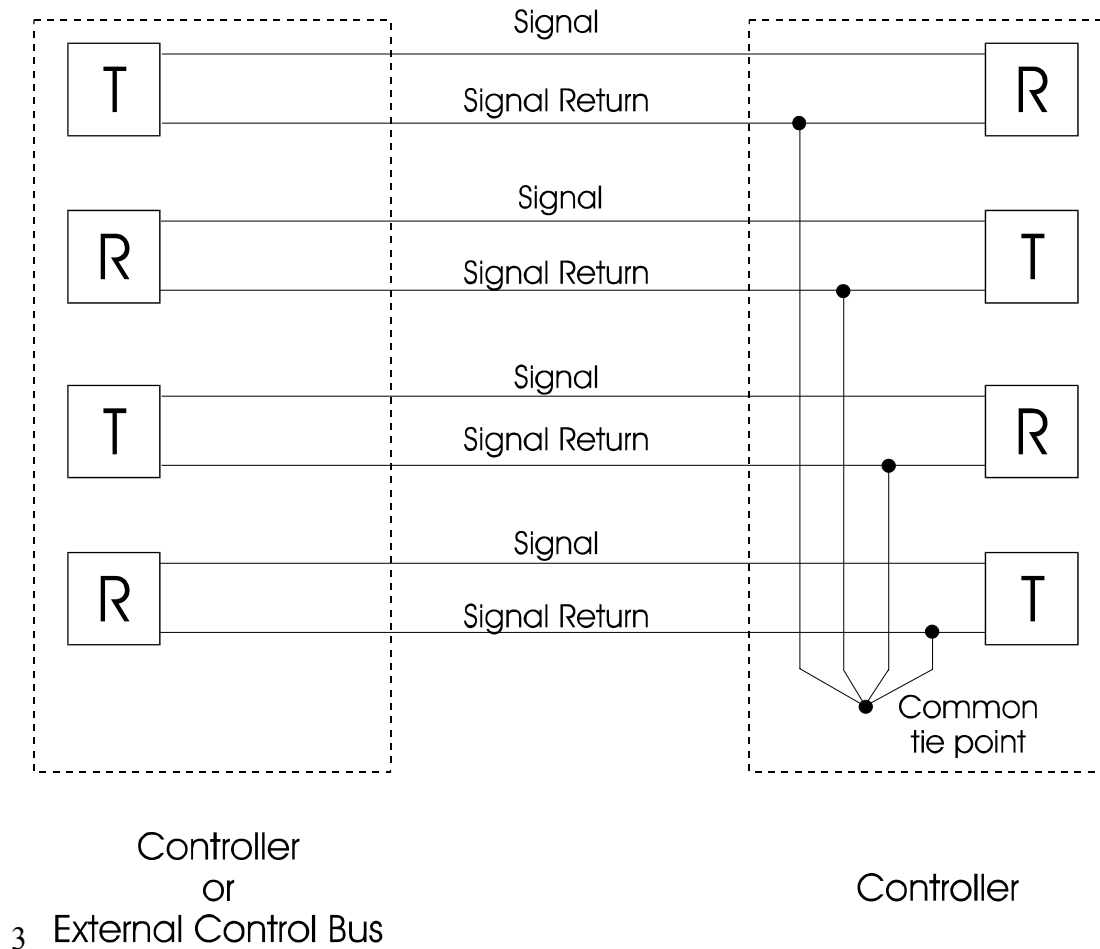 Signal
T
R
Signal Return
Signal
R
T
Signal Return
Signal
T
R
Signal Return
Signal
R
T
Signal Return
Common
tie point
Controller
or
External Control Bus
Controller
3